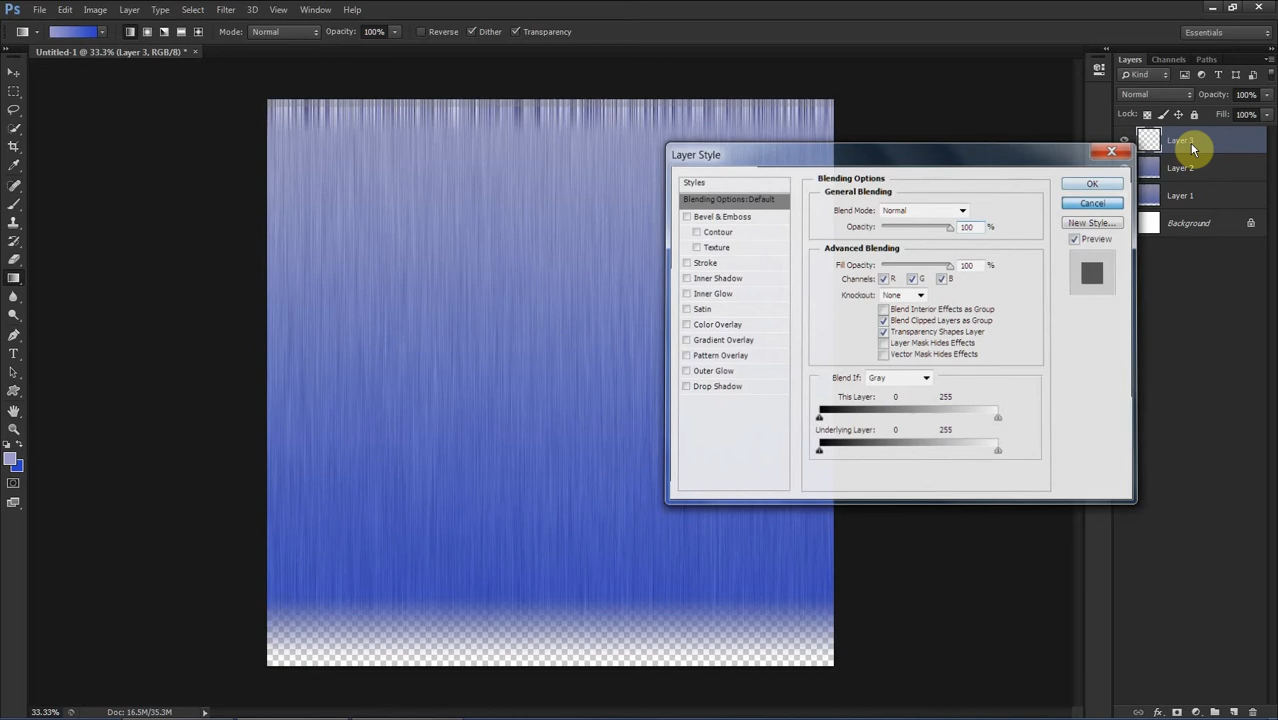 Ps File Edit Image Layer Type Select Filter 3D View Window Help
Mode: Normal Opacity: 100% Reverse Dither Transparency Essentials
Untitled-1 @ 33.3% (Layer 3, RGB/8) * ×
Layers Channels Paths
Kind
Normal Opacity: 100%
Lock: Fill: 100%
Layer 3
Layer 2
Layer 1
Background
Layer Style
Styles
Blending Options:Default
Bevel & Emboss
Contour
Texture
Stroke
Inner Shadow
Inner Glow
Satin
Color Overlay
Gradient Overlay
Pattern Overlay
Outer Glow
Drop Shadow
Blending Options
General Blending
Blend Mode: Normal
Opacity: 100 %
Advanced Blending
Fill Opacity: 100 %
Channels: R G B
Knockout: None
Blend Interior Effects as Group
Blend Clipped Layers as Group
Transparency Shapes Layer
Layer Mask Hides Effects
Vector Mask Hides Effects
Blend If: Gray
This Layer: 0 255
Underlying Layer: 0 255
OK
Cancel
New Style...
Preview
33.33% Doc: 16.5M/35.3M